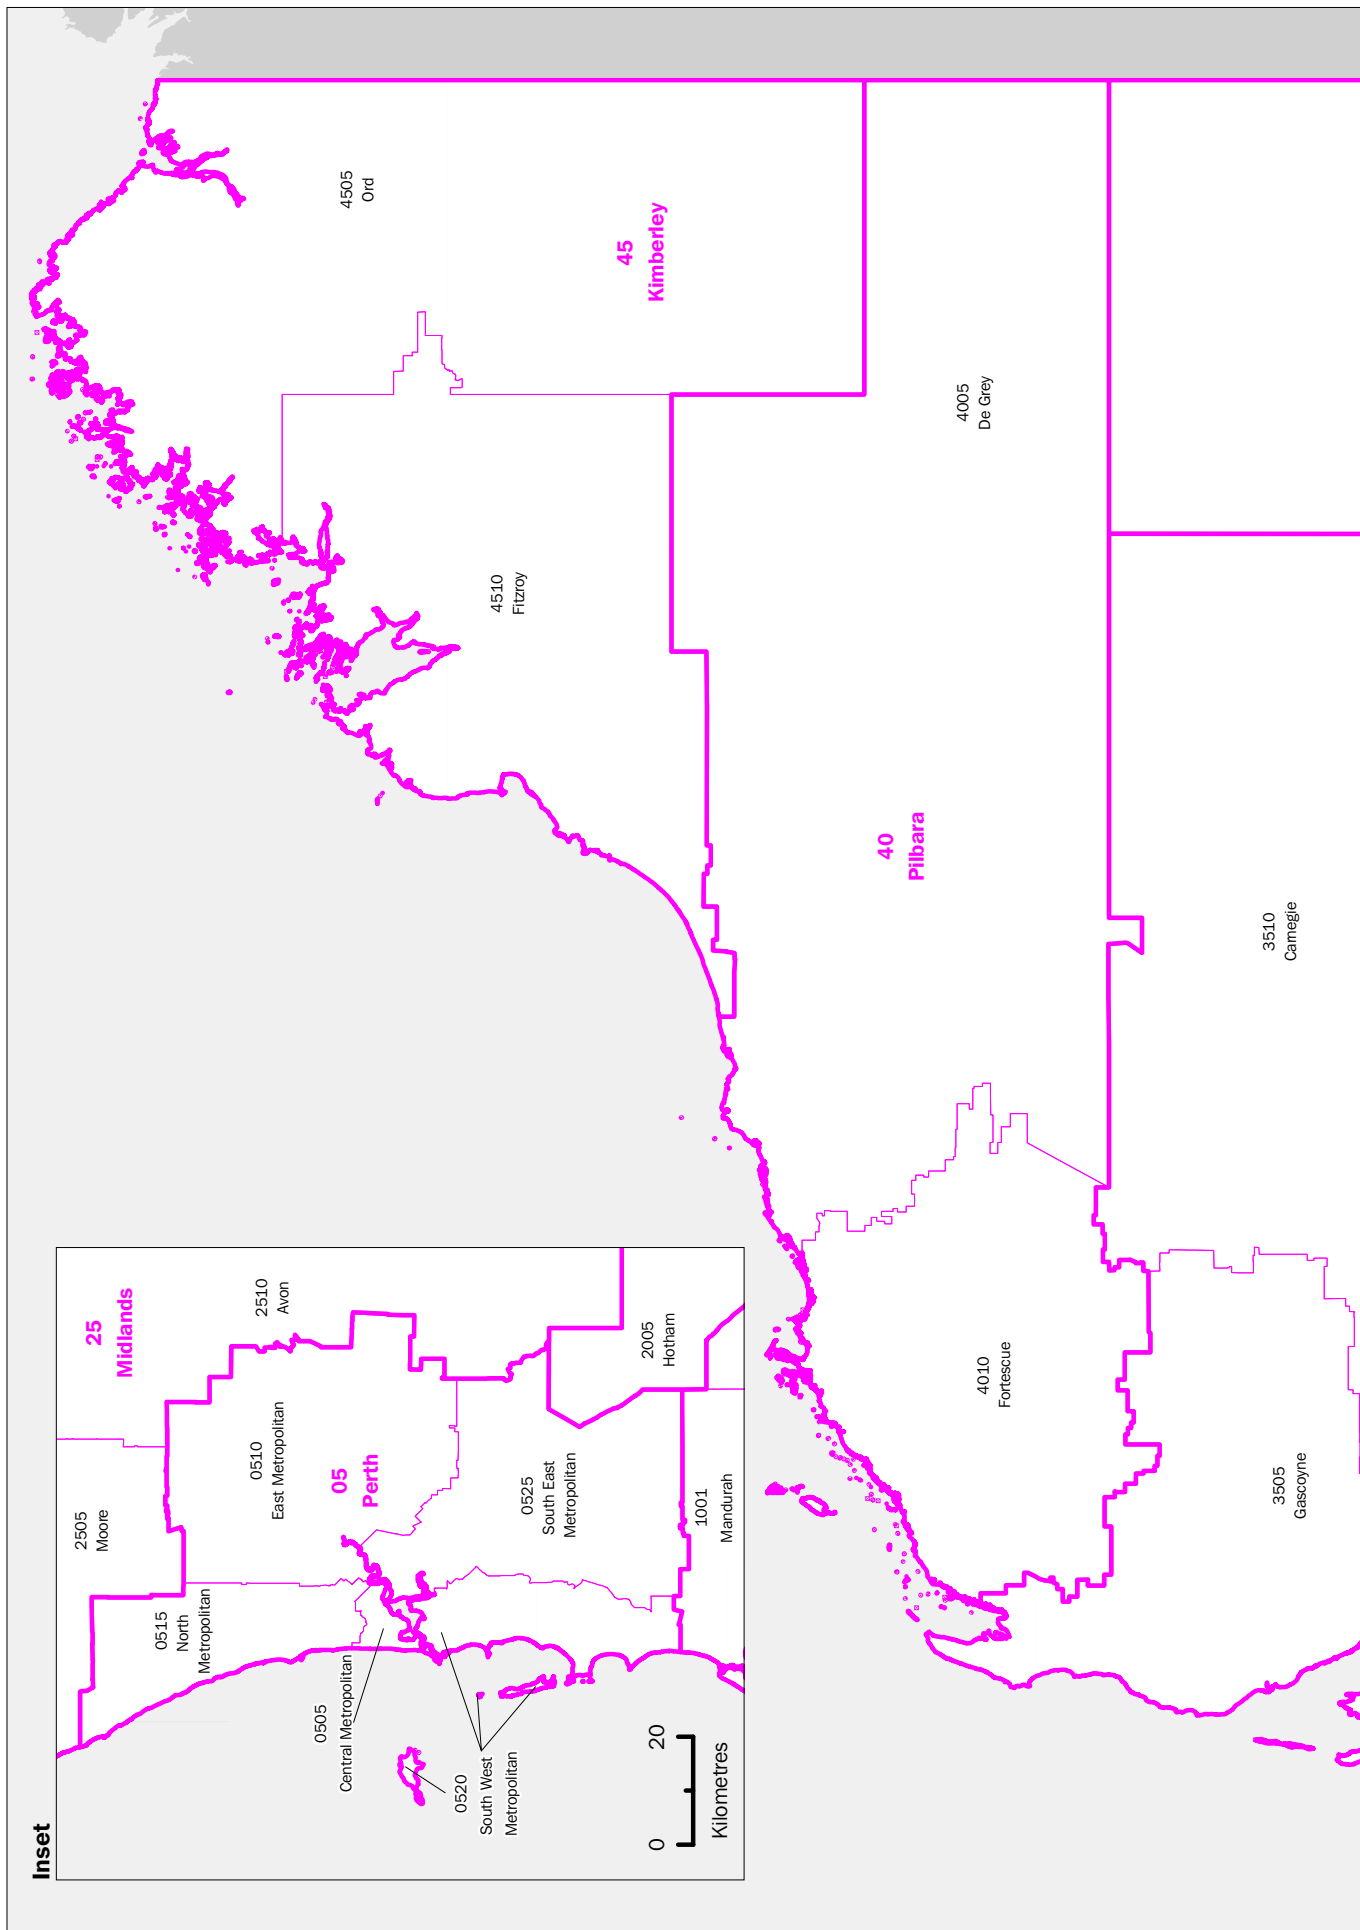 Inset
25
Midlands
2505
Moore
2510
Avon
0515
North
Metropolitan
0510
East Metropolitan
05
Perth
0505
Central Metropolitan
0520
South West
Metropolitan
0525
South East
Metropolitan
2005
Hotham
1001
Mandurah
0
20
Kilometres
4505
Ord
45
Kimberley
4510
Fitzroy
4005
De Grey
40
Pilbara
4010
Fortescue
3510
Carnegie
3505
Gascoyne